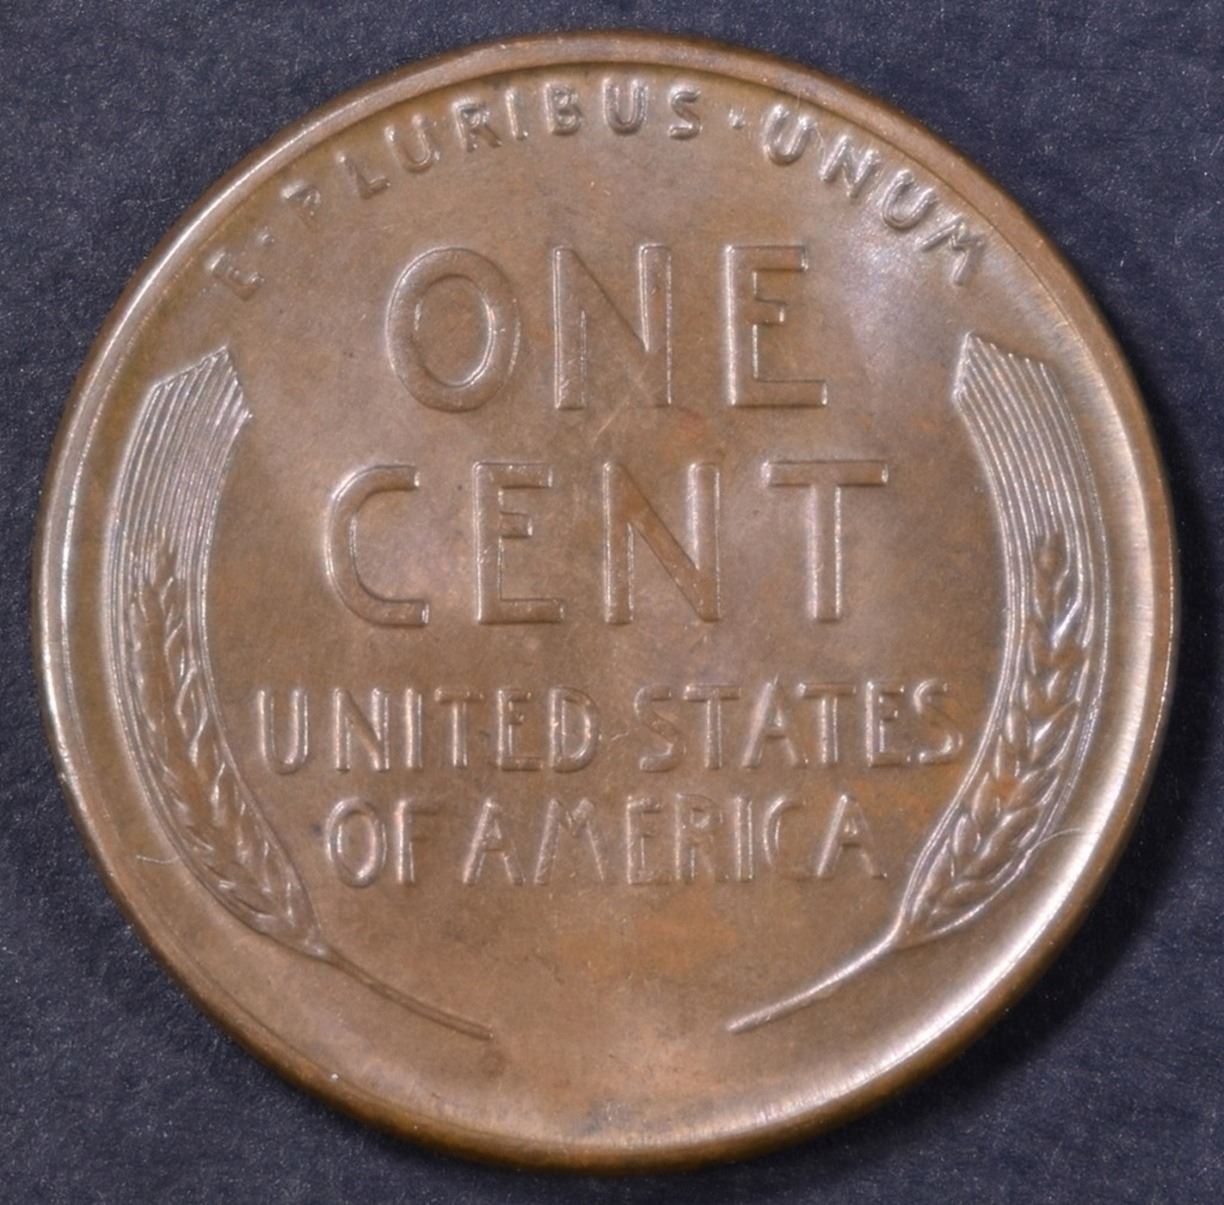 E · PLURIBUS · UNUM
ONE
CENT
UNITED STATES
OF AMERICA